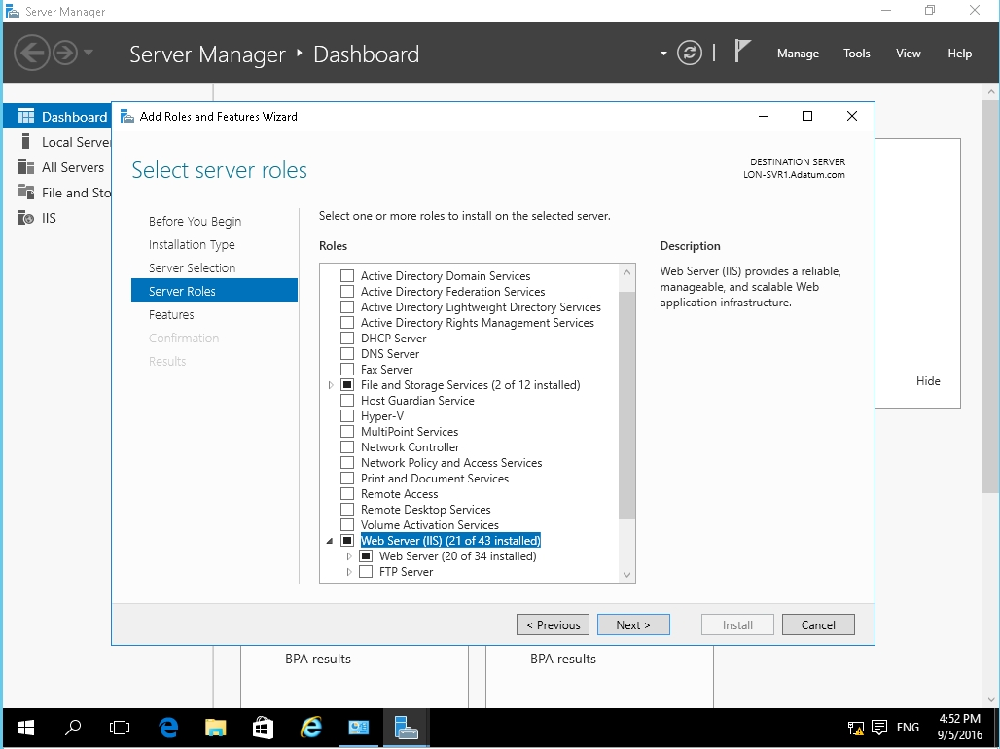 Server Manager
Server Manager ‣ Dashboard
Manage
Tools
View
Help
Dashboard
Local Server
All Servers
File and Sto
IIS
Add Roles and Features Wizard
Select server roles
DESTINATION SERVER
LON-SVR1.Adatum.com
Before You Begin
Installation Type
Server Selection
Server Roles
Features
Confirmation
Results
Select one or more roles to install on the selected server.
Roles
Active Directory Domain Services
Active Directory Federation Services
Active Directory Lightweight Directory Services
Active Directory Rights Management Services
DHCP Server
DNS Server
Fax Server
File and Storage Services (2 of 12 installed)
Host Guardian Service
Hyper-V
MultiPoint Services
Network Controller
Network Policy and Access Services
Print and Document Services
Remote Access
Remote Desktop Services
Volume Activation Services
Web Server (IIS) (21 of 43 installed)
Web Server (20 of 34 installed)
FTP Server
Description
Web Server (IIS) provides a reliable,
manageable, and scalable Web
application infrastructure.
Hide
< Previous
Next >
Install
Cancel
BPA results
BPA results
ENG
4:52 PM
9/5/2016